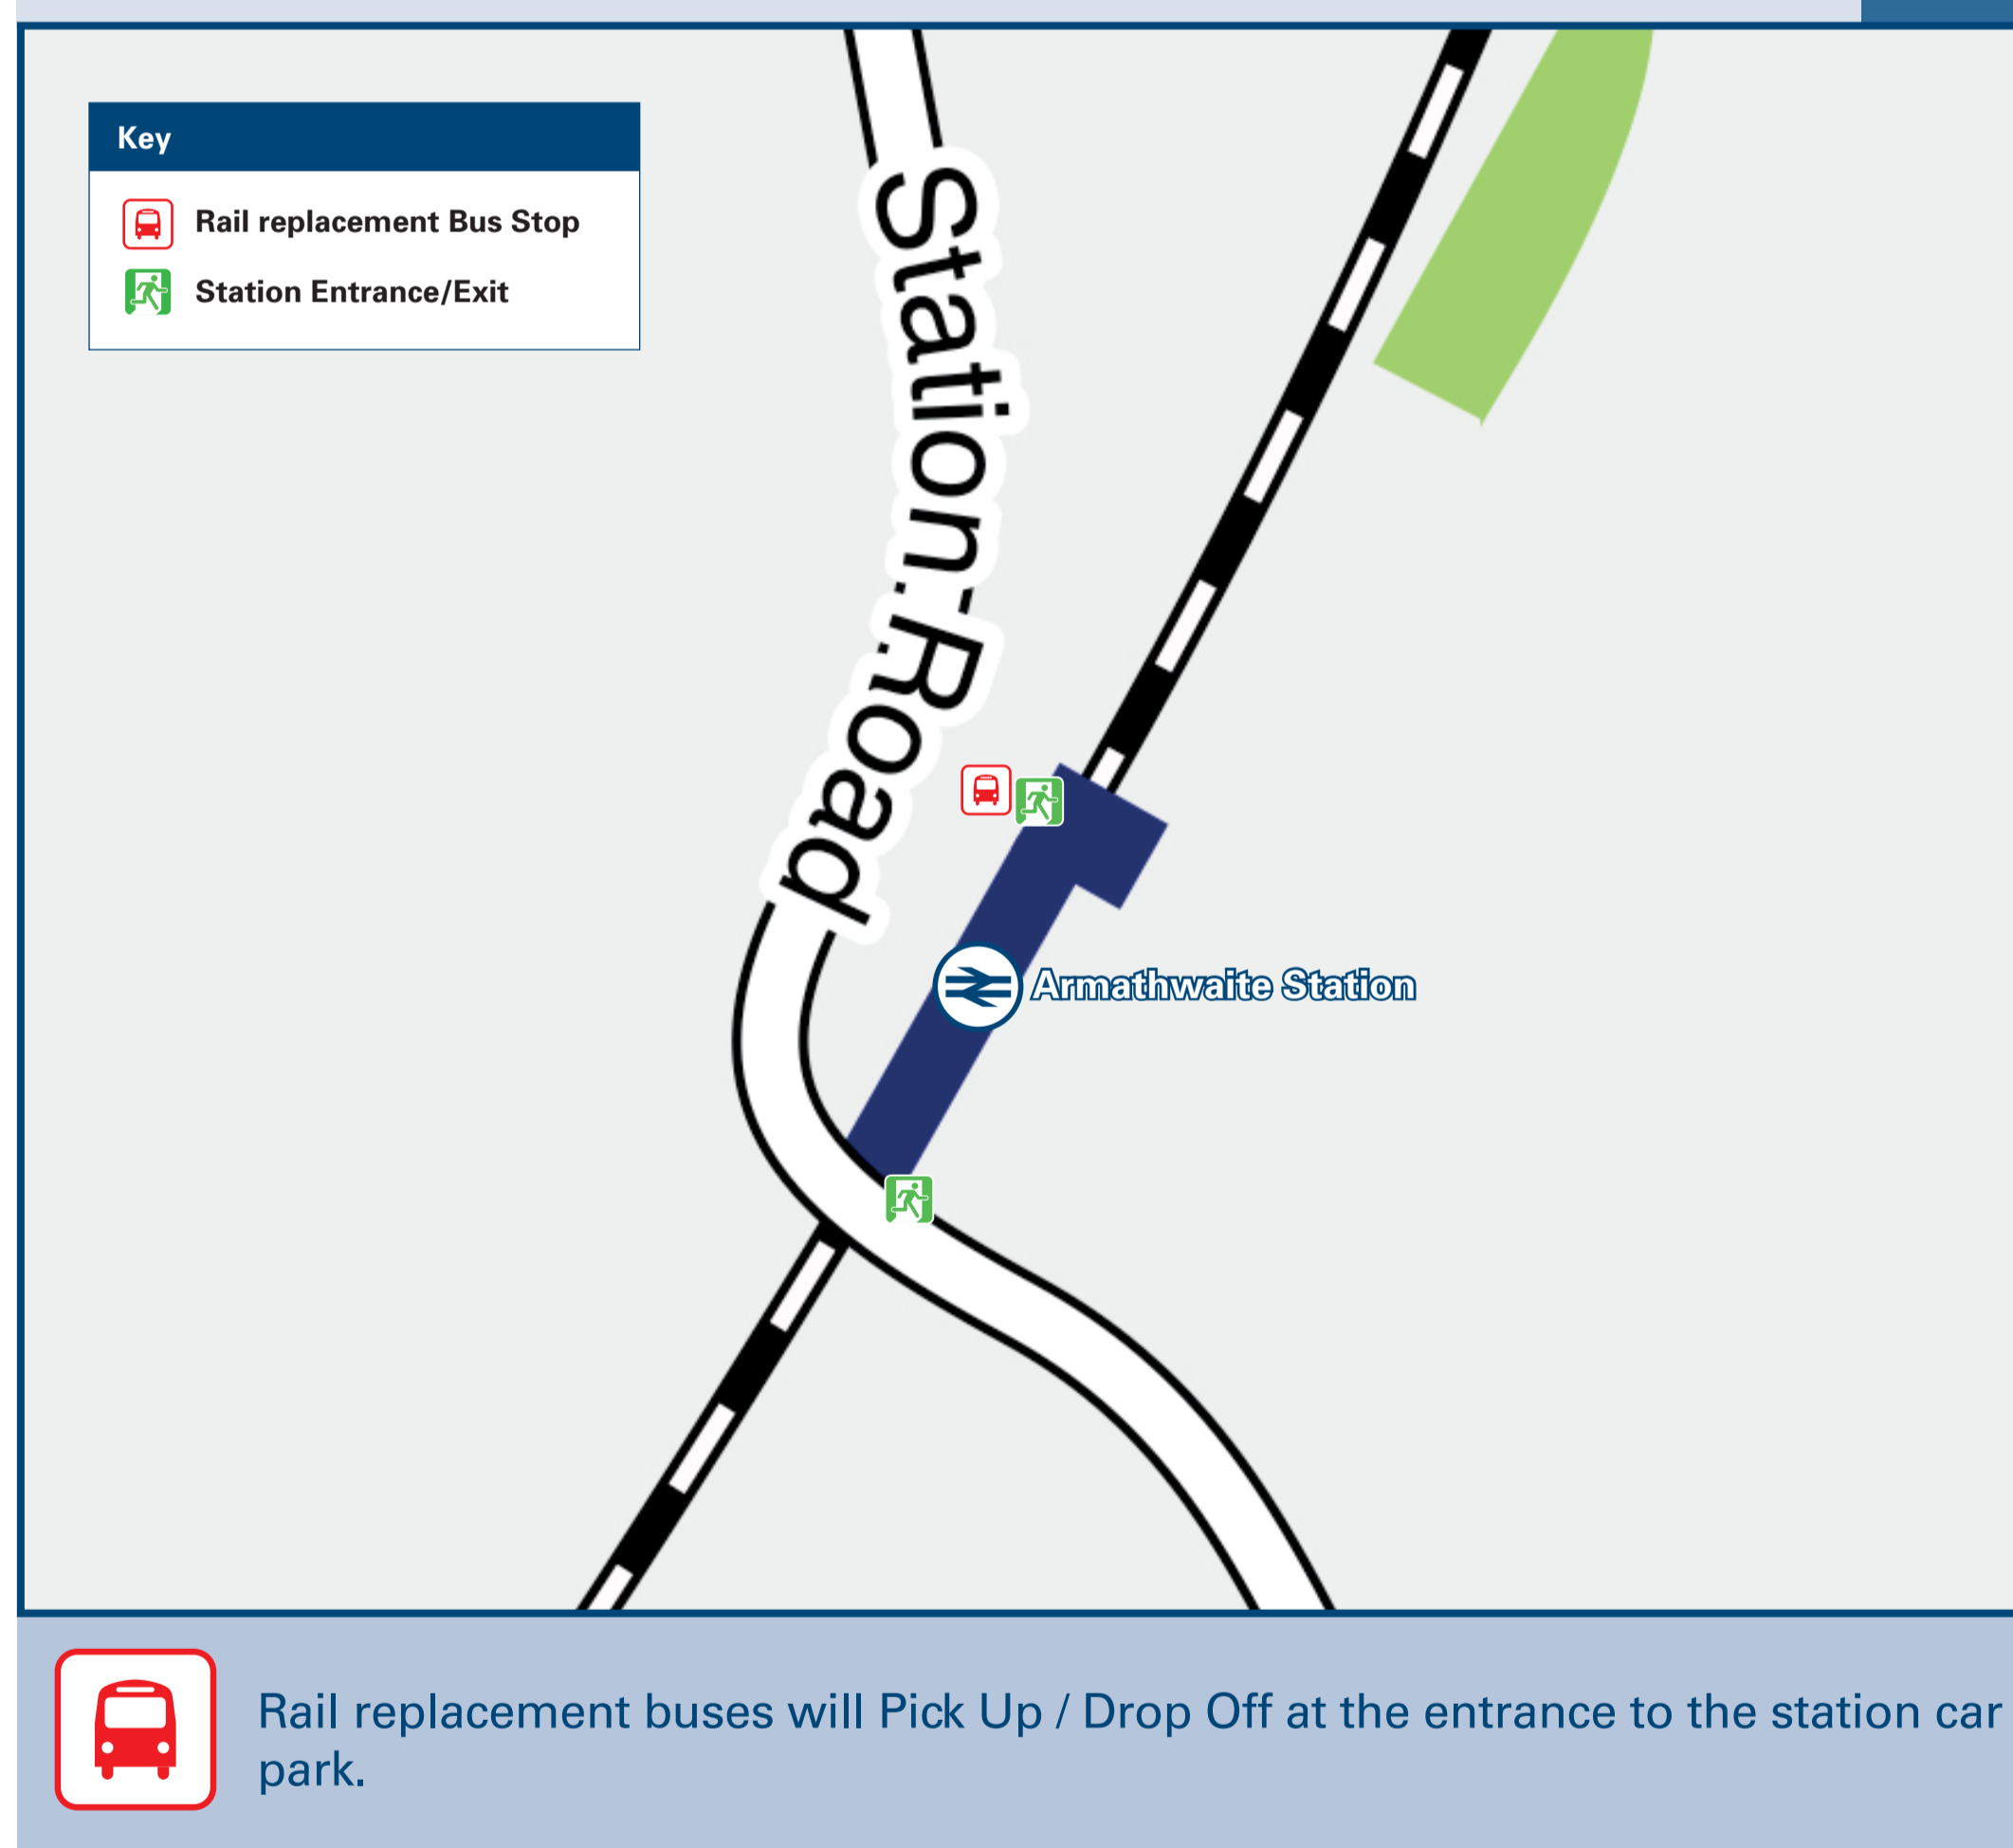 Key
Rail replacement Bus Stop
Station Entrance/Exit
Station Road
Armathwaite Station
Rail replacement buses will Pick Up / Drop Off at the entrance to the station car
park.